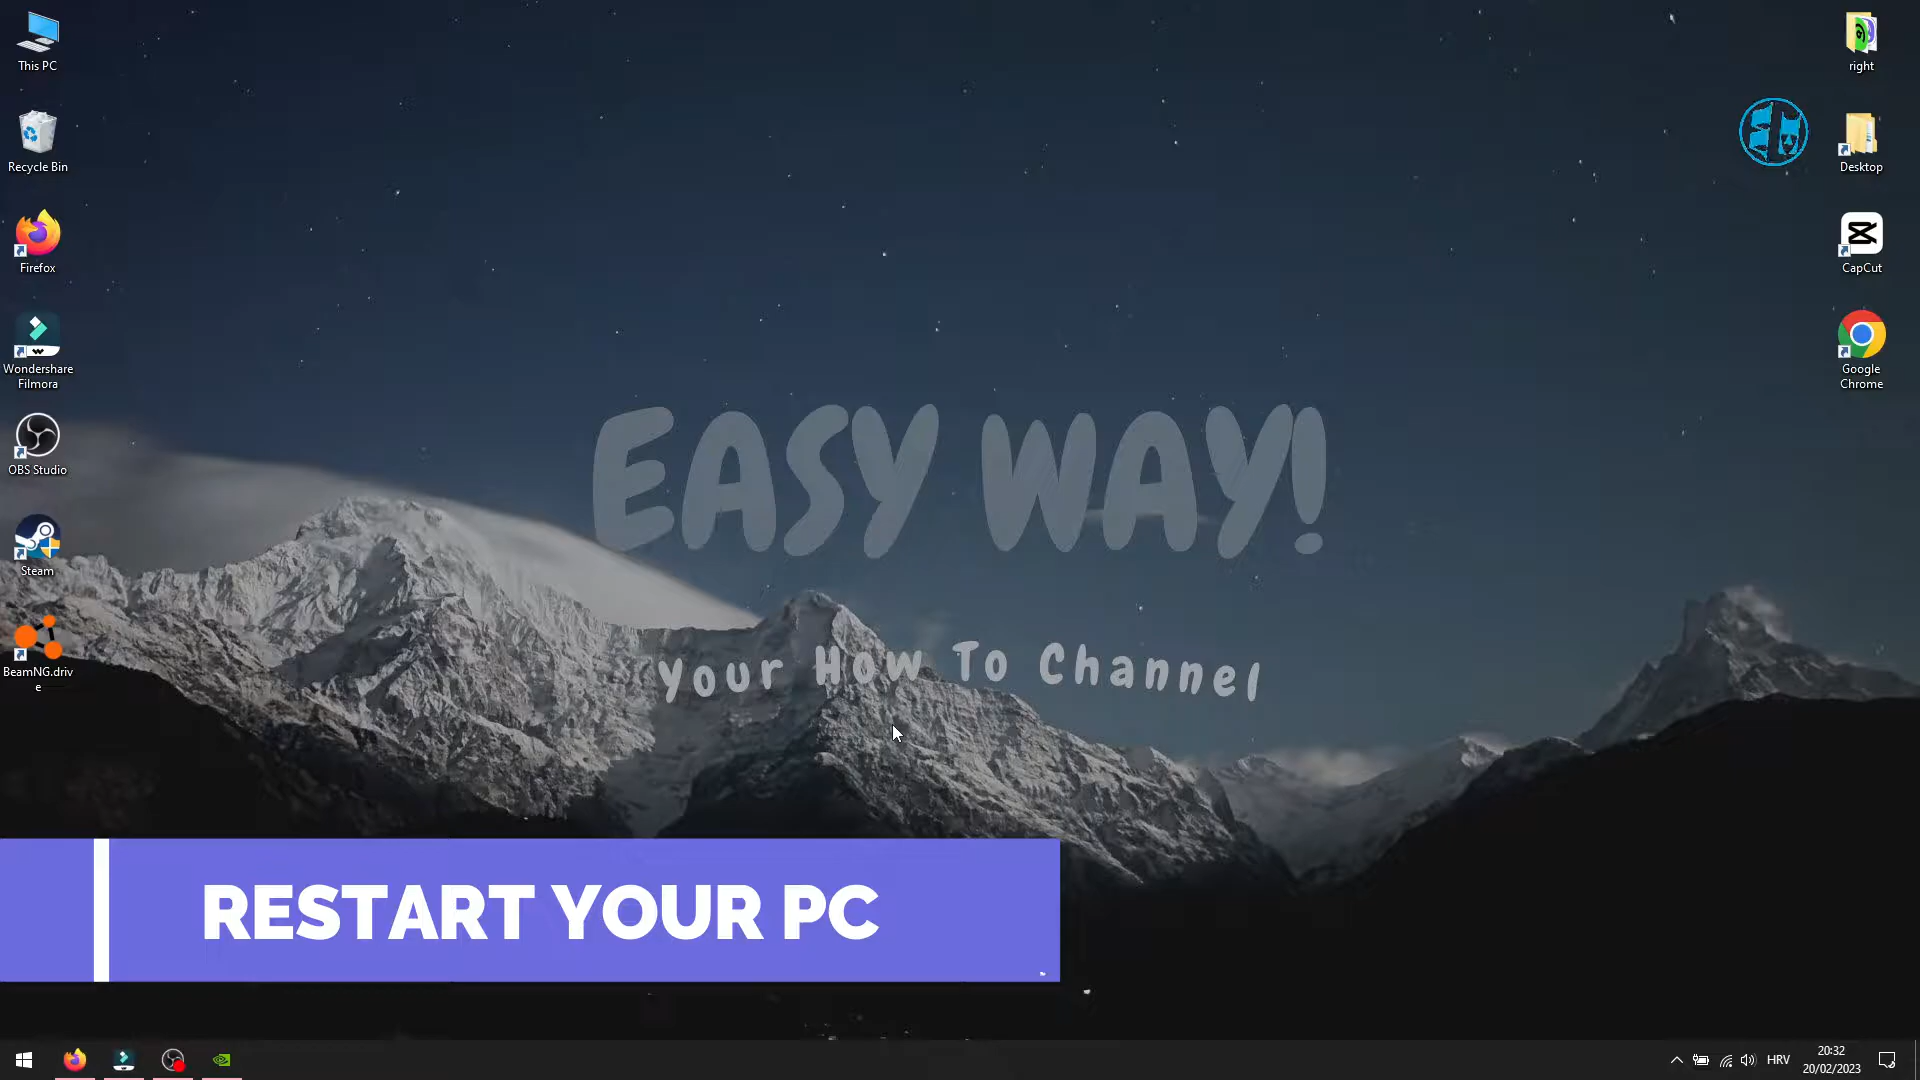 This PC
Recycle Bin
Firefox
Wondershare
Filmora
OBS Studio
Steam
BeamNG.driv
e
right
Desktop
CapCut
Google
Chrome
EASY WAY!
Your How To Channel
RESTART YOUR PC
HRV
20:32
20/02/2023